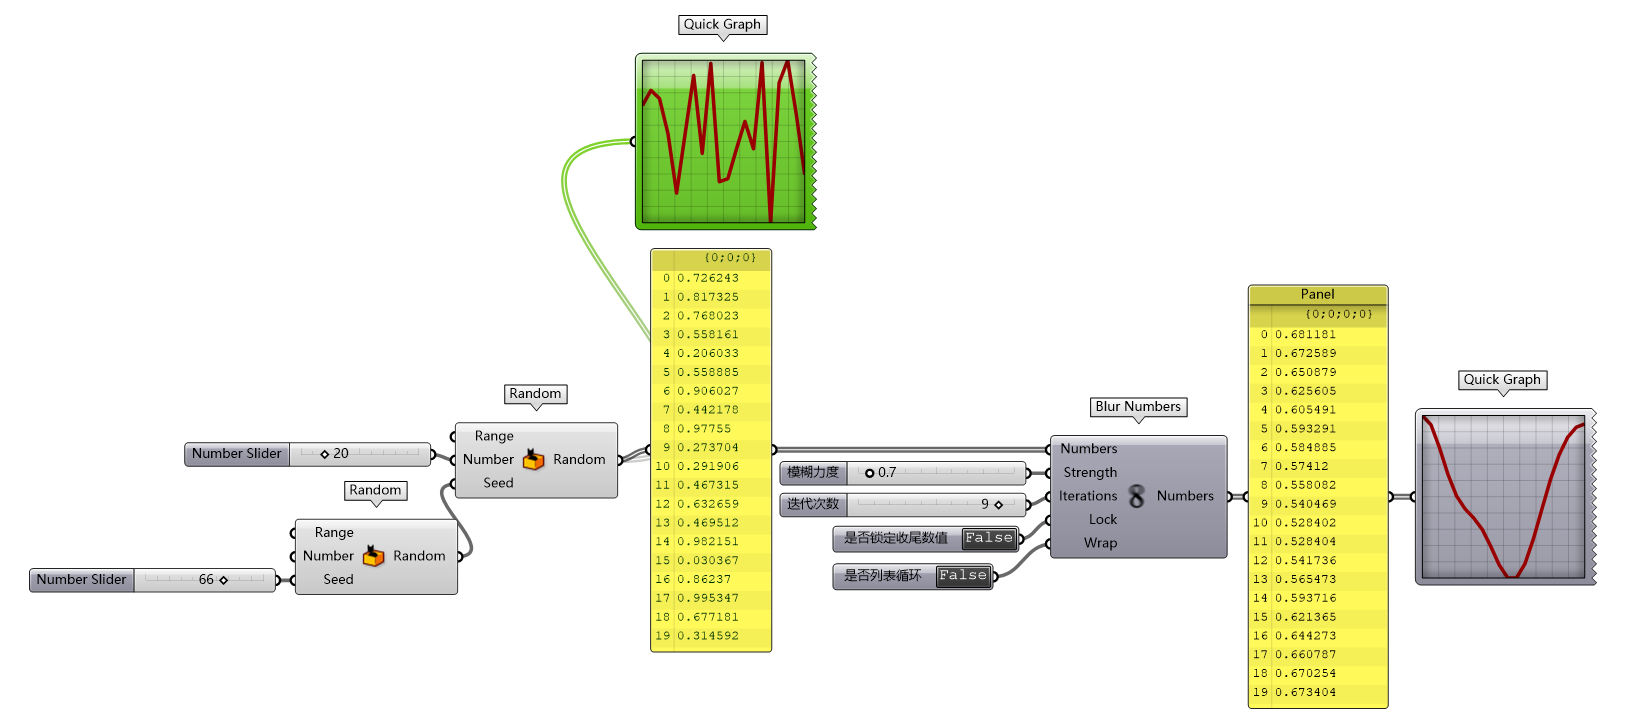 Quick Graph
{0;0;0}
0 0.726243
1 0.817325
2 0.768023
3 0.558161
4 0.206033
5 0.558885
6 0.906027
7 0.442178
8 0.97755
9 0.273704
10 0.291906
11 0.467315
12 0.632659
13 0.469512
14 0.982151
15 0.030367
16 0.86237
17 0.995347
18 0.677181
19 0.314592
Random
Range
Number
Seed
Random
Number Slider
20
Random
Range
Number
Seed
Random
Number Slider
66
Blur Numbers
Numbers
Strength
Iterations
Lock
Wrap
Numbers
模糊力度
0.7
迭代次数
9
是否锁定收尾数值 False
是否列表循环 False
Panel
{0;0;0;0}
0 0.681181
1 0.672589
2 0.650879
3 0.625605
4 0.605491
5 0.593291
6 0.584885
7 0.57412
8 0.558082
9 0.540469
10 0.528402
11 0.528404
12 0.541736
13 0.565473
14 0.593716
15 0.621365
16 0.644273
17 0.660787
18 0.670254
19 0.673404
Quick Graph